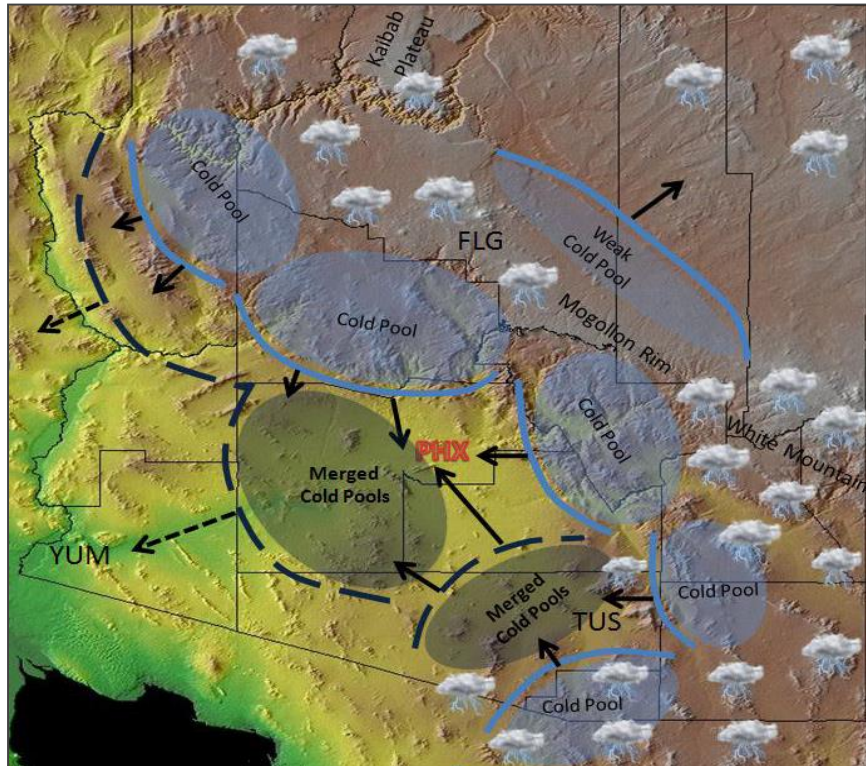 Kaibab
Plateau
Cold Pool
FLG
Weak
Cold Pool
Mogollon Rim
Cold Pool
Cold Pool
White Mountain
PHX
Merged
Cold Pools
YUM
Merged
Cold Pools
TUS
Cold Pool
Cold Pool